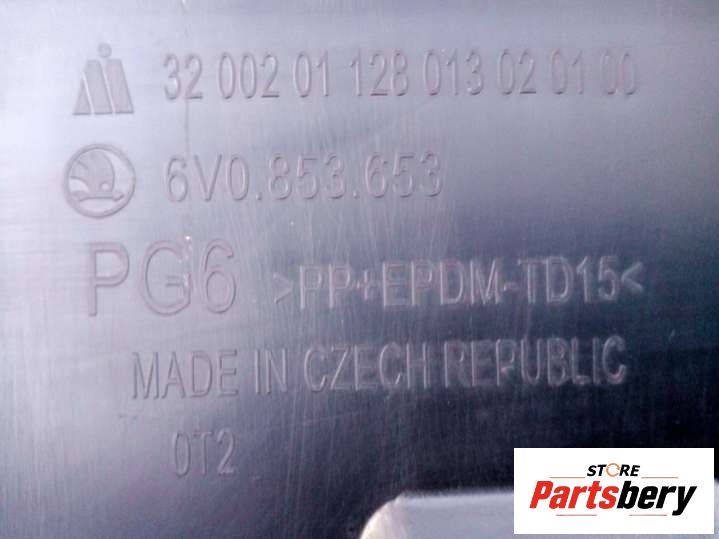 32 002 01 128 013 02 01 00
6V0.853.653
PG6 >PP+EPDM-TD15<
MADE IN CZECH REPUBLIC
0T2
STORE
Partsbery